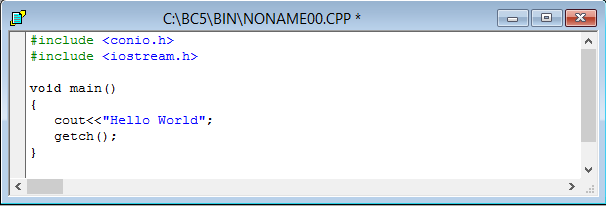 C:\BC5\BIN\NONAME00.CPP *
#include <conio.h>
#include <iostream.h>
void main()
{
cout<<"Hello World";
getch();
}